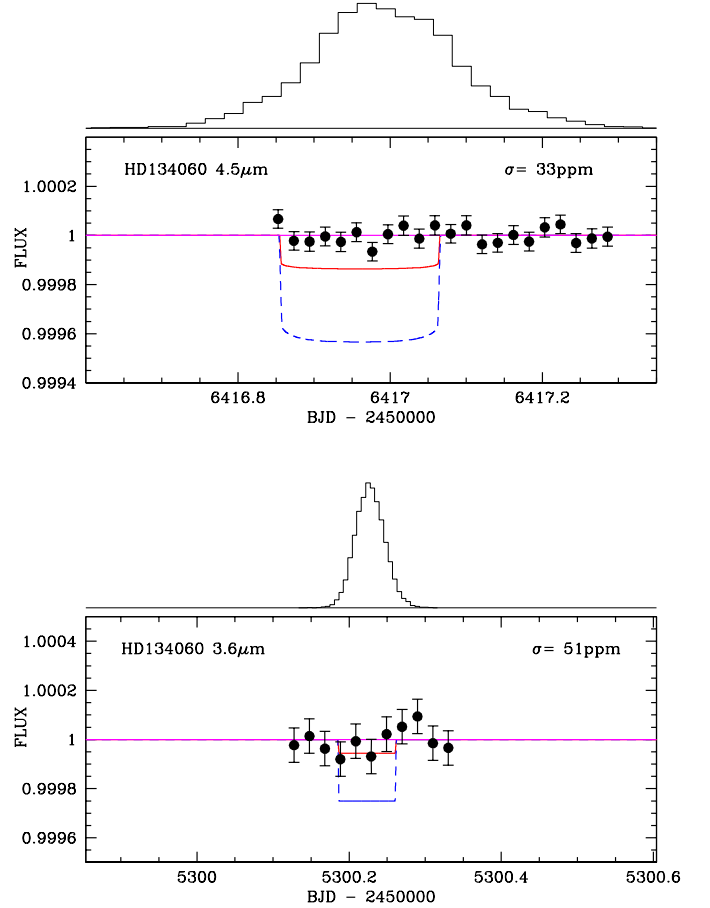 HD134060 4.5μm σ= 33ppm
1.0002
1
0.9998
0.9996
0.9994
FLUX
6416.8 6417 6417.2
BJD − 2450000
HD134060 3.6μm σ= 51ppm
1.0004
1.0002
1
0.9998
0.9996
FLUX
5300 5300.2 5300.4 5300.6
BJD − 2450000